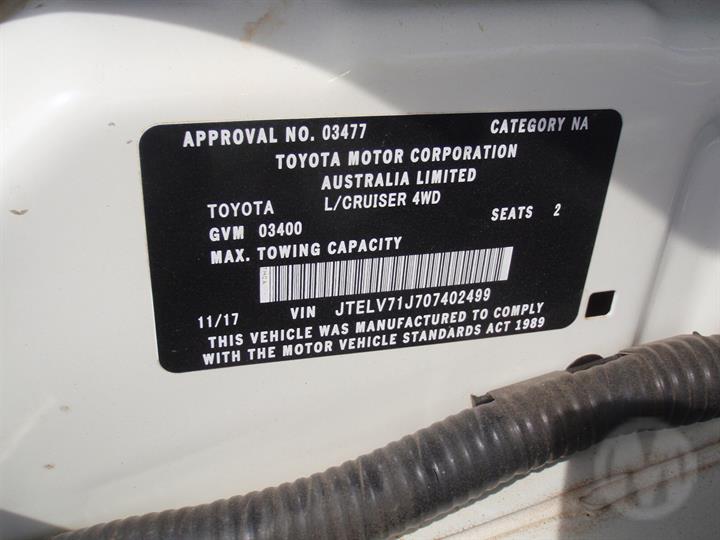 APPROVAL NO. 03477 CATEGORY NA
TOYOTA MOTOR CORPORATION
AUSTRALIA LIMITED
TOYOTA L/CRUISER 4WD
GVM 03400 SEATS 2
MAX. TOWING CAPACITY
11/17 VIN JTELV71J707402499
THIS VEHICLE WAS MANUFACTURED TO COMPLY
WITH THE MOTOR VEHICLE STANDARDS ACT 1989